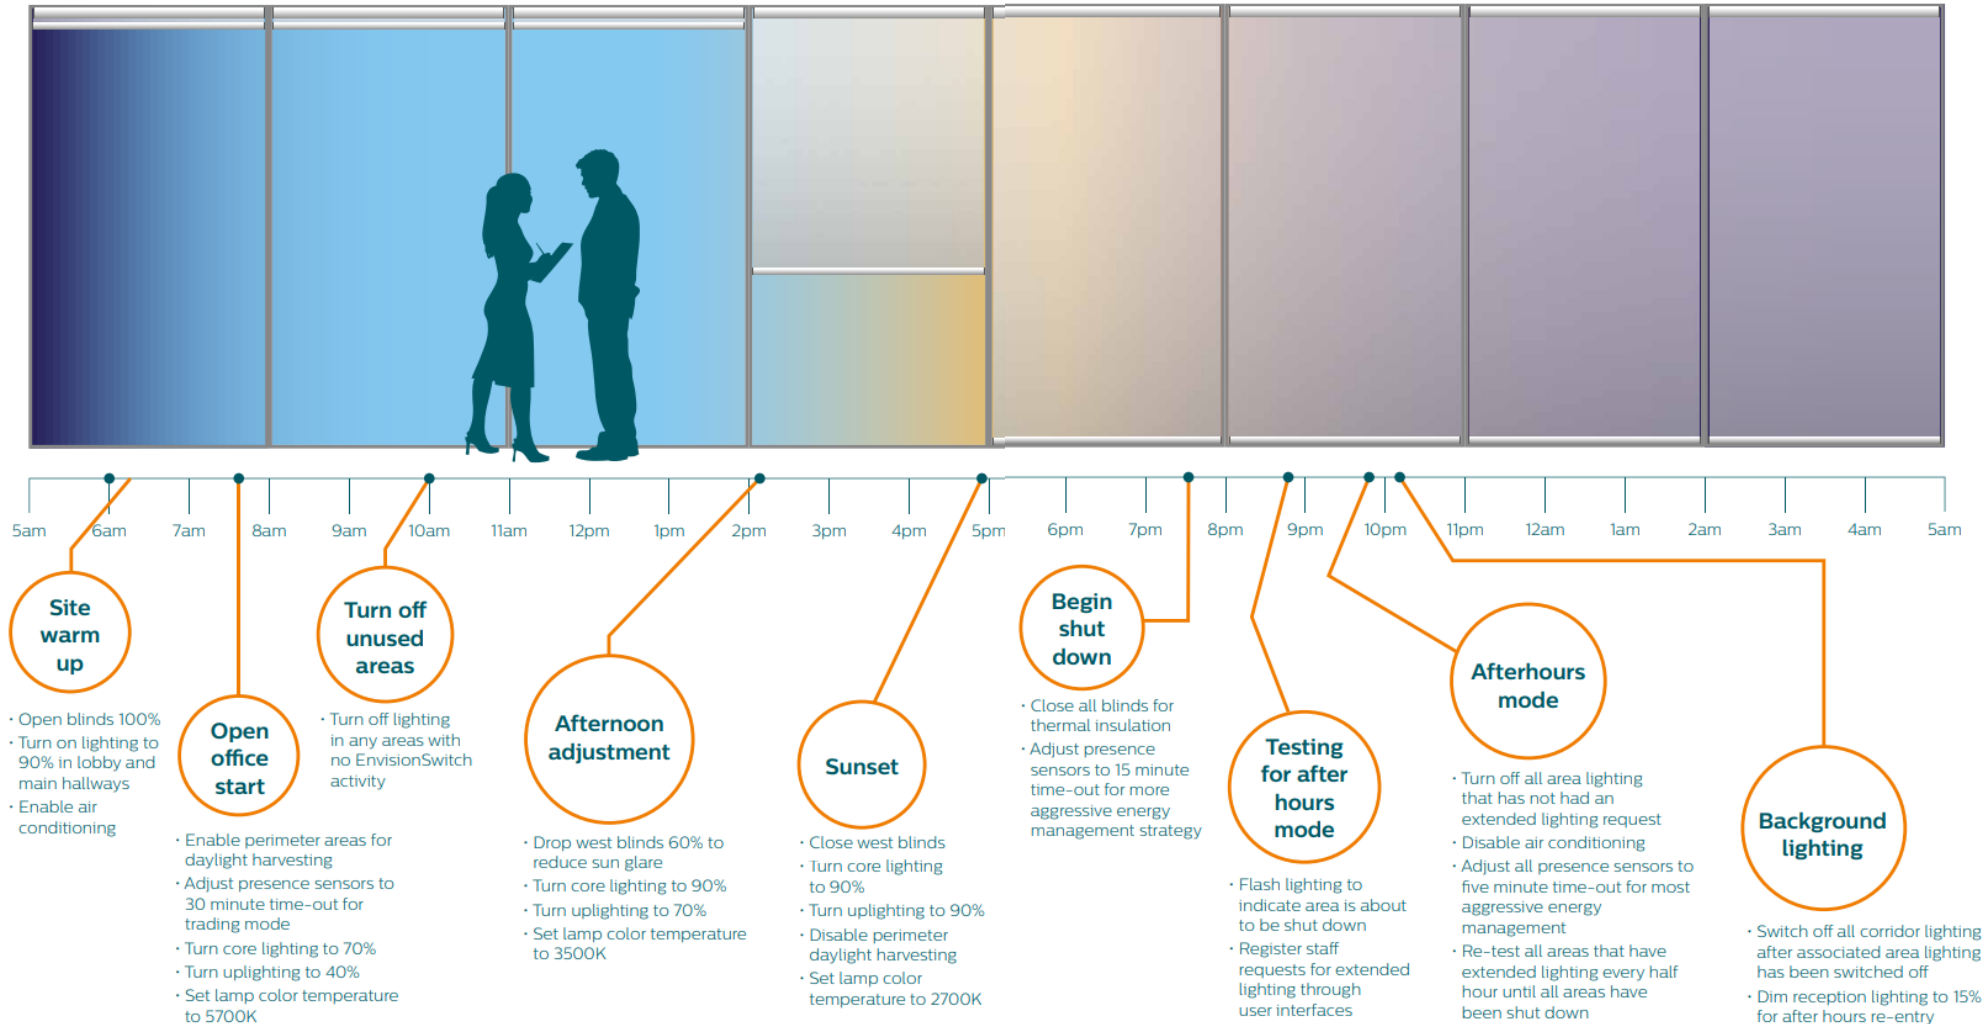 5am
6am
7am
8am
9am
10am
11am
12pm
1pm
2pm
3pm
4pm
5pm
6pm
7pm
8pm
9pm
10pm
11pm
12am
1am
2am
3am
4am
5am
Site
warm
up
· Open blinds 100%
· Turn on lighting to
90% in lobby and
main hallways
· Enable air
conditioning
Open
office
start
· Enable perimeter areas for
daylight harvesting
· Adjust presence sensors to
30 minute time-out for
trading mode
· Turn core lighting to 70%
· Turn uplighting to 40%
· Set lamp color temperature
to 5700K
Turn off
unused
areas
· Turn off lighting
in any areas with
no EnvisionSwitch
activity
Afternoon
adjustment
· Drop west blinds 60% to
reduce sun glare
· Turn core lighting to 90%
· Turn uplighting to 70%
· Set lamp color temperature
to 3500K
Sunset
· Close west blinds
· Turn core lighting
to 90%
· Turn uplighting to 90%
· Disable perimeter
daylight harvesting
· Set lamp color
temperature to 2700K
Begin
shut
down
· Close all blinds for
thermal insulation
· Adjust presence
sensors to 15 minute
time-out for more
aggressive energy
management strategy
Testing
for after
hours
mode
· Flash lighting to
indicate area is about
to be shut down
· Register staff
requests for extended
lighting through
user interfaces
Afterhours
mode
· Turn off all area lighting
that has not had an
extended lighting request
· Disable air conditioning
· Adjust all presence sensors to
five minute time-out for most
aggressive energy
management
· Re-test all areas that have
extended lighting every half
hour until all areas have
been shut down
Background
lighting
· Switch off all corridor lighting
after associated area lighting
has been switched off
· Dim reception lighting to 15%
for after hours re-entry